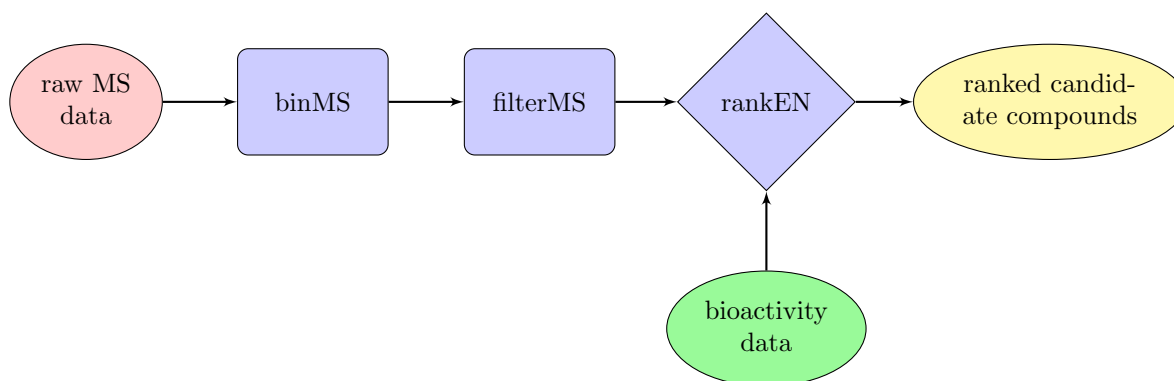 raw MS
data
binMS
filterMS
rankEN
ranked candid-
ate compounds
bioactivity
data